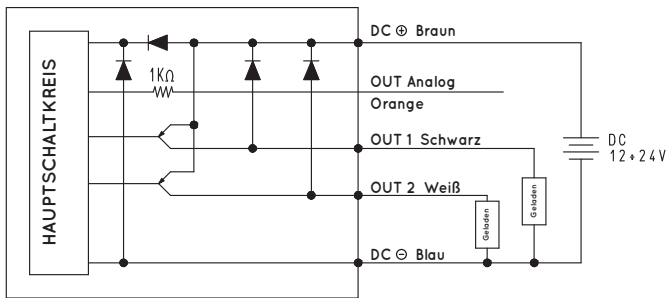 DC ⊕ Braun
1KΩ
OUT Analog
Orange
OUT 1 Schwarz
OUT 2 Weiß
DC ⊖ Blau
HAUPTSCHALTKREIS
Geladen
Geladen
DC
12÷24V